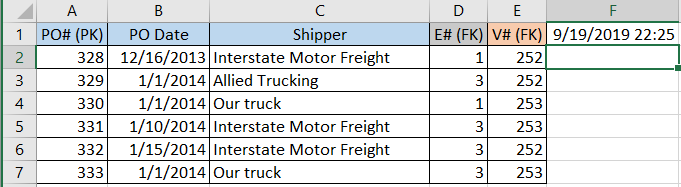 A B C D E F
1 PO# (PK) PO Date Shipper E# (FK) V# (FK) 9/19/2019 22:25
2 328 12/16/2013 Interstate Motor Freight 1 252
3 329 1/1/2014 Allied Trucking 3 252
4 330 1/1/2014 Our truck 1 253
5 331 1/10/2014 Interstate Motor Freight 3 253
6 332 1/15/2014 Interstate Motor Freight 3 252
7 333 1/1/2014 Our truck 3 253